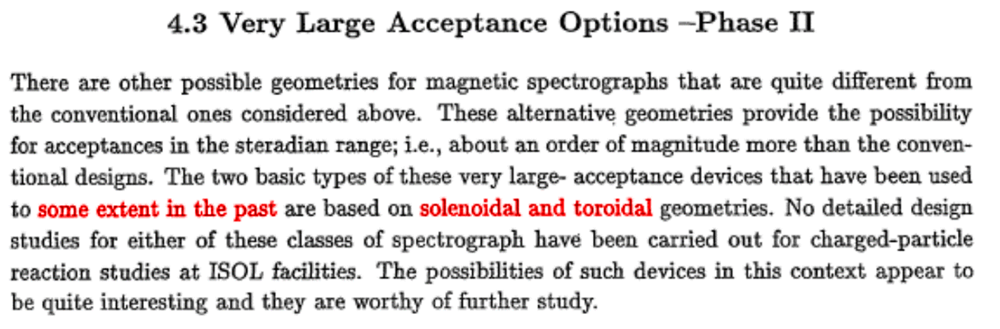 4.3 Very Large Acceptance Options –Phase II
There are other possible geometries for magnetic spectrographs that are quite different from
the conventional ones considered above. These alternative geometries provide the possibility
for acceptances in the steradian range; i.e., about an order of magnitude more than the conven-
tional designs. The two basic types of these very large- acceptance devices that have been used
to some extent in the past are based on solenoidal and toroidal geometries. No detailed design
studies for either of these classes of spectrograph have been carried out for charged-particle
reaction studies at ISOL facilities. The possibilities of such devices in this context appear to
be quite interesting and they are worthy of further study.